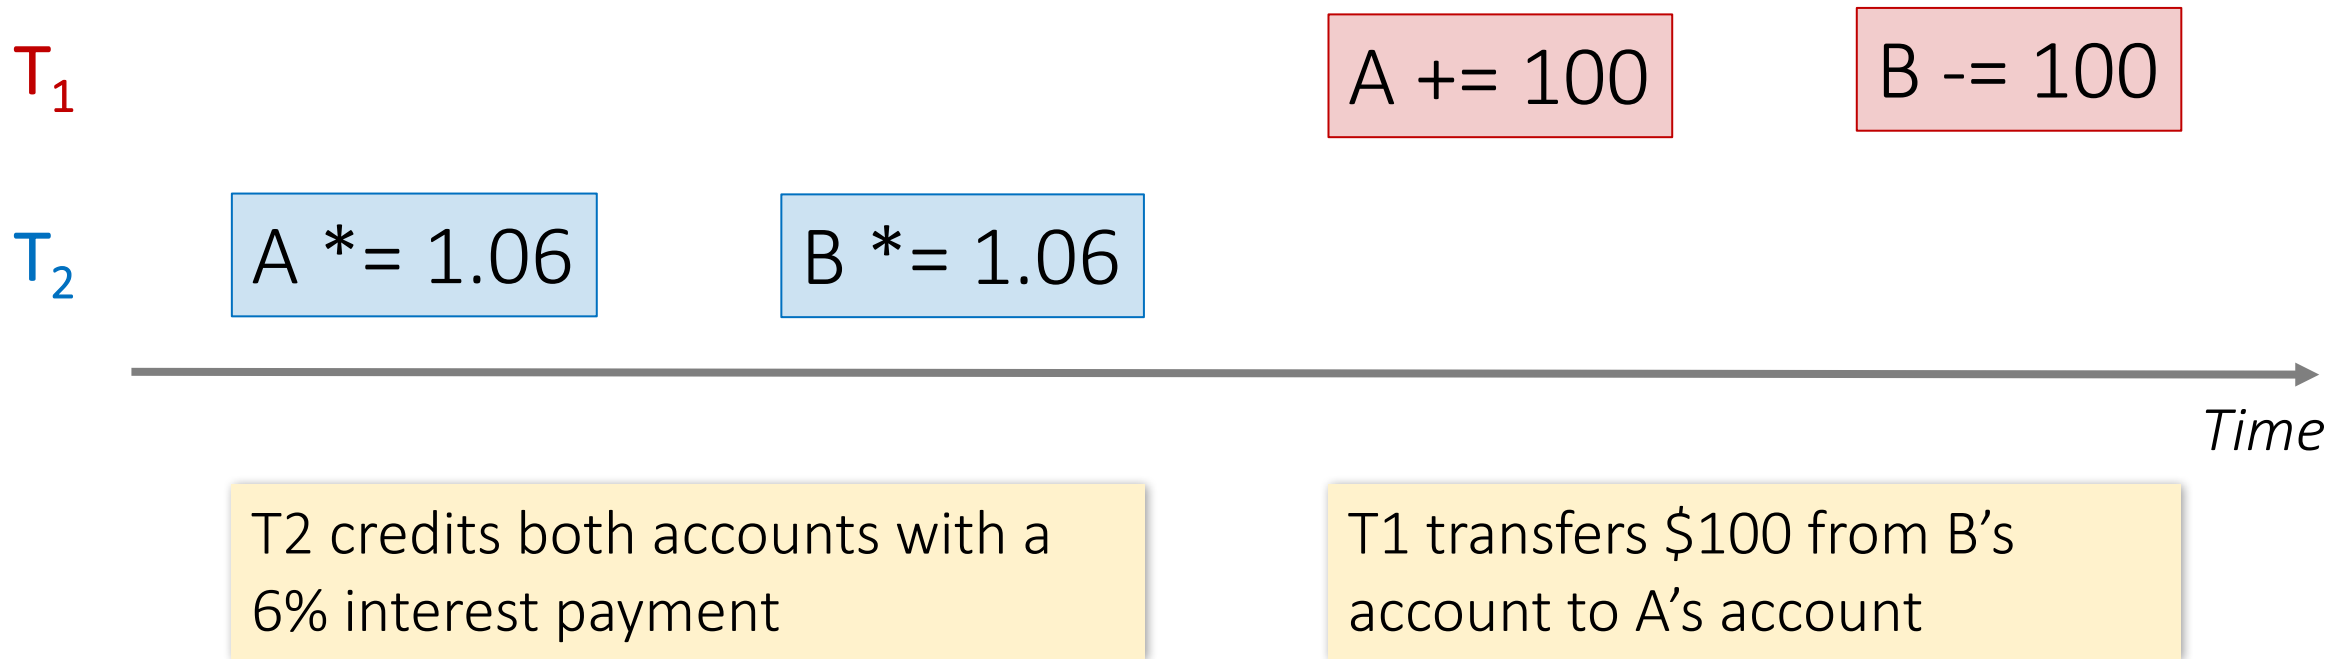 T₁
A += 100
B -= 100
T₂
A *= 1.06
B *= 1.06
Time
T2 credits both accounts with a
6% interest payment
T1 transfers $100 from B’s
account to A’s account